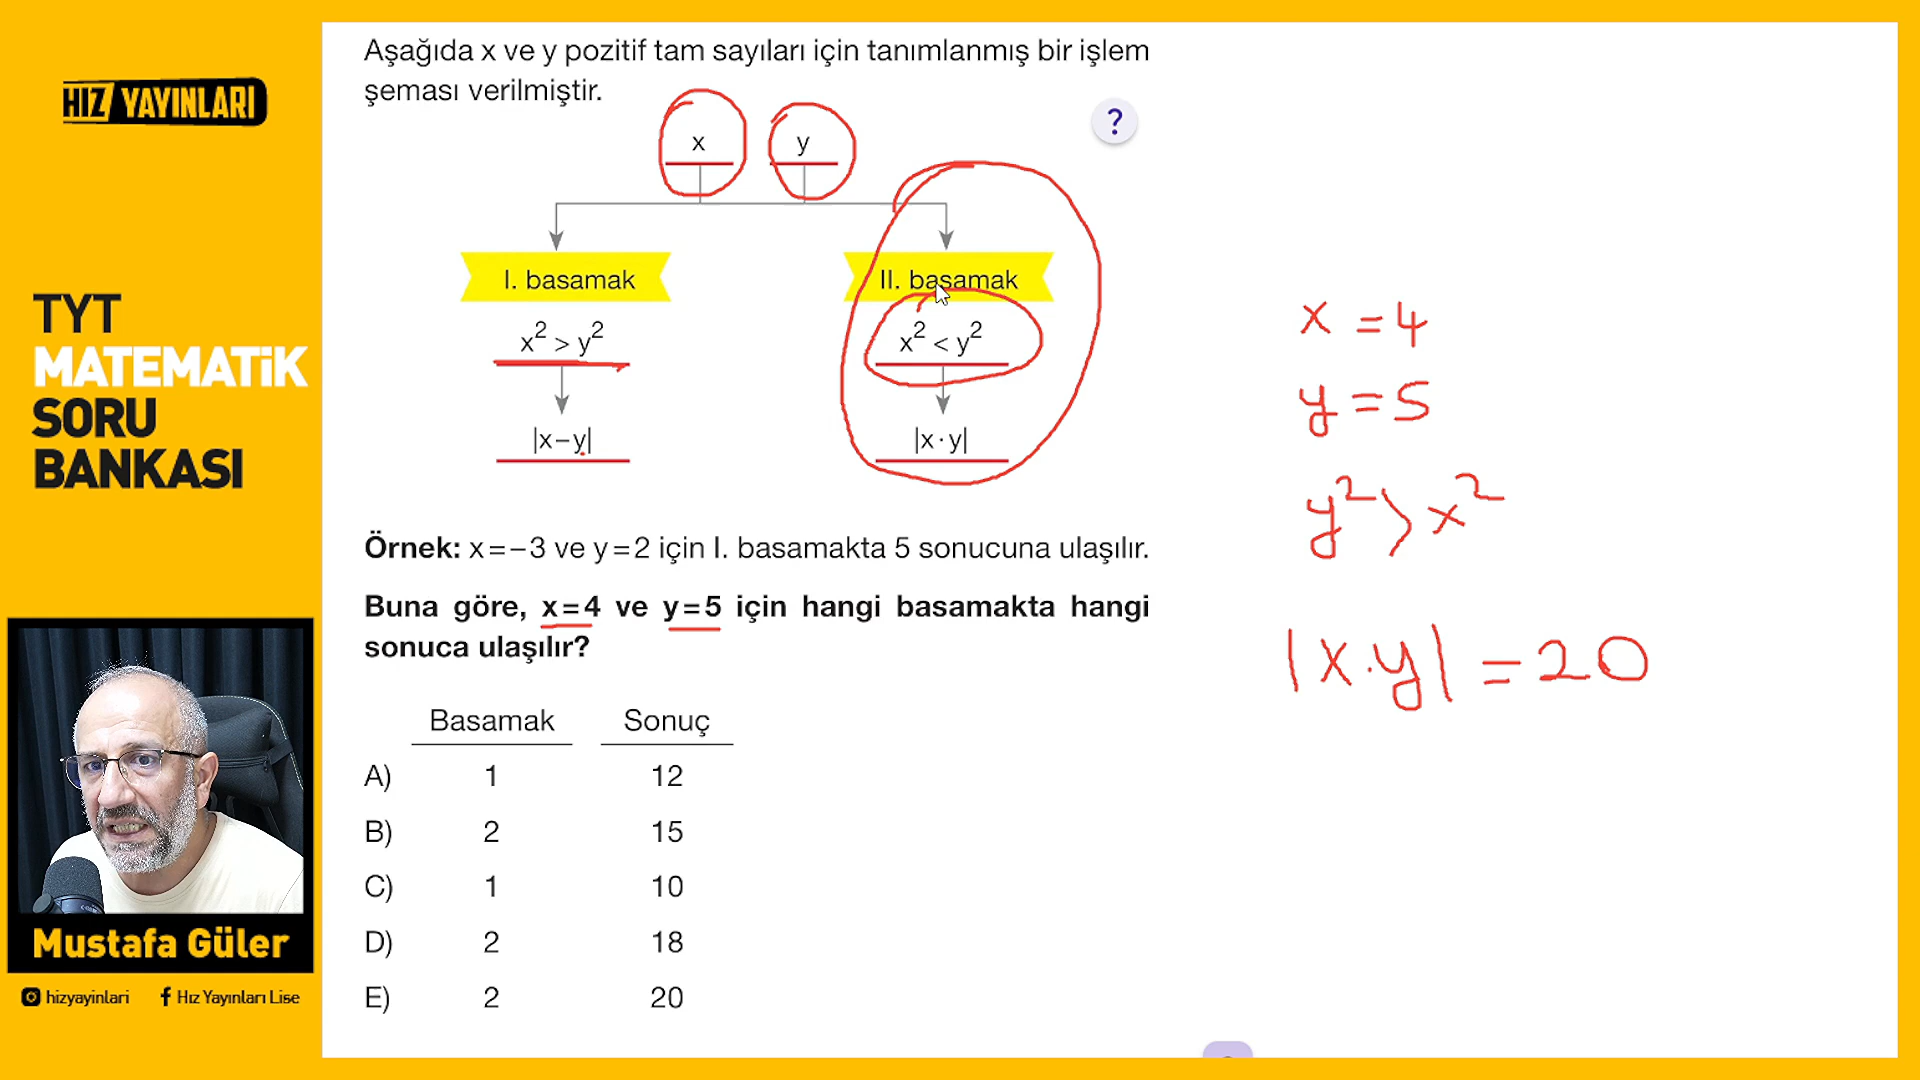 HIZ YAYINLARI
TYT
MATEMATİK
SORU
BANKASI
Mustafa Güler
hizyayinlari
Hız Yayınları Lise
Aşağıda x ve y pozitif tam sayıları için tanımlanmış bir işlem
şeması verilmiştir.
?
x y
I. basamak II. basamak
x² > y² x² < y²
|x – y| |x · y|
Örnek: x = –3 ve y = 2 için I. basamakta 5 sonucuna ulaşılır.
Buna göre, x = 4 ve y = 5 için hangi basamakta hangi
sonuca ulaşılır?
Basamak Sonuç
A) 1 12
B) 2 15
C) 1 10
D) 2 18
E) 2 20
x = 4
y = 5
y² > x²
|x.y| = 20